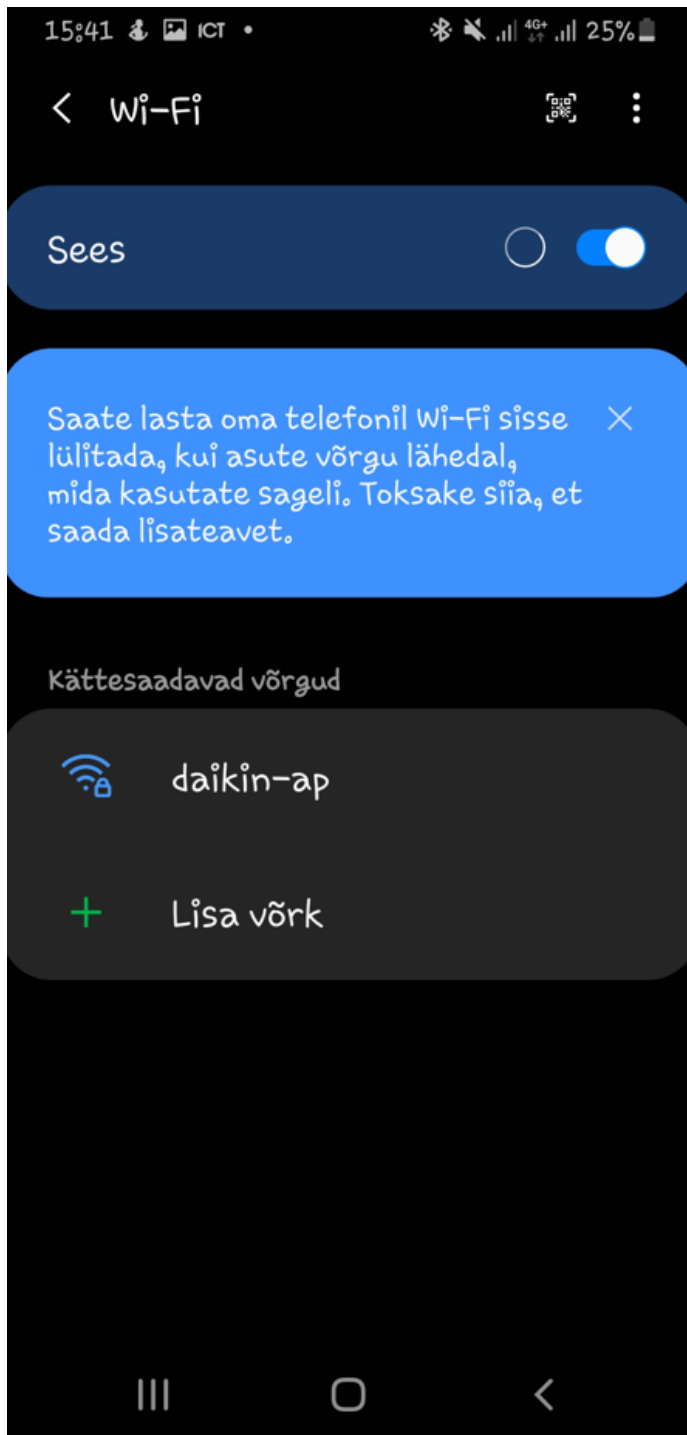 15:41 ICT • 4G+ 25%
Wi-Fi
Sees
Saate lasta oma telefonil Wi-Fi sisse
lülitada, kui asute võrgu lähedal,
mida kasutate sageli. Toksake siia, et
saada lisateavet.
Kättesaadavad võrgud
daikin-ap
Lisa võrk